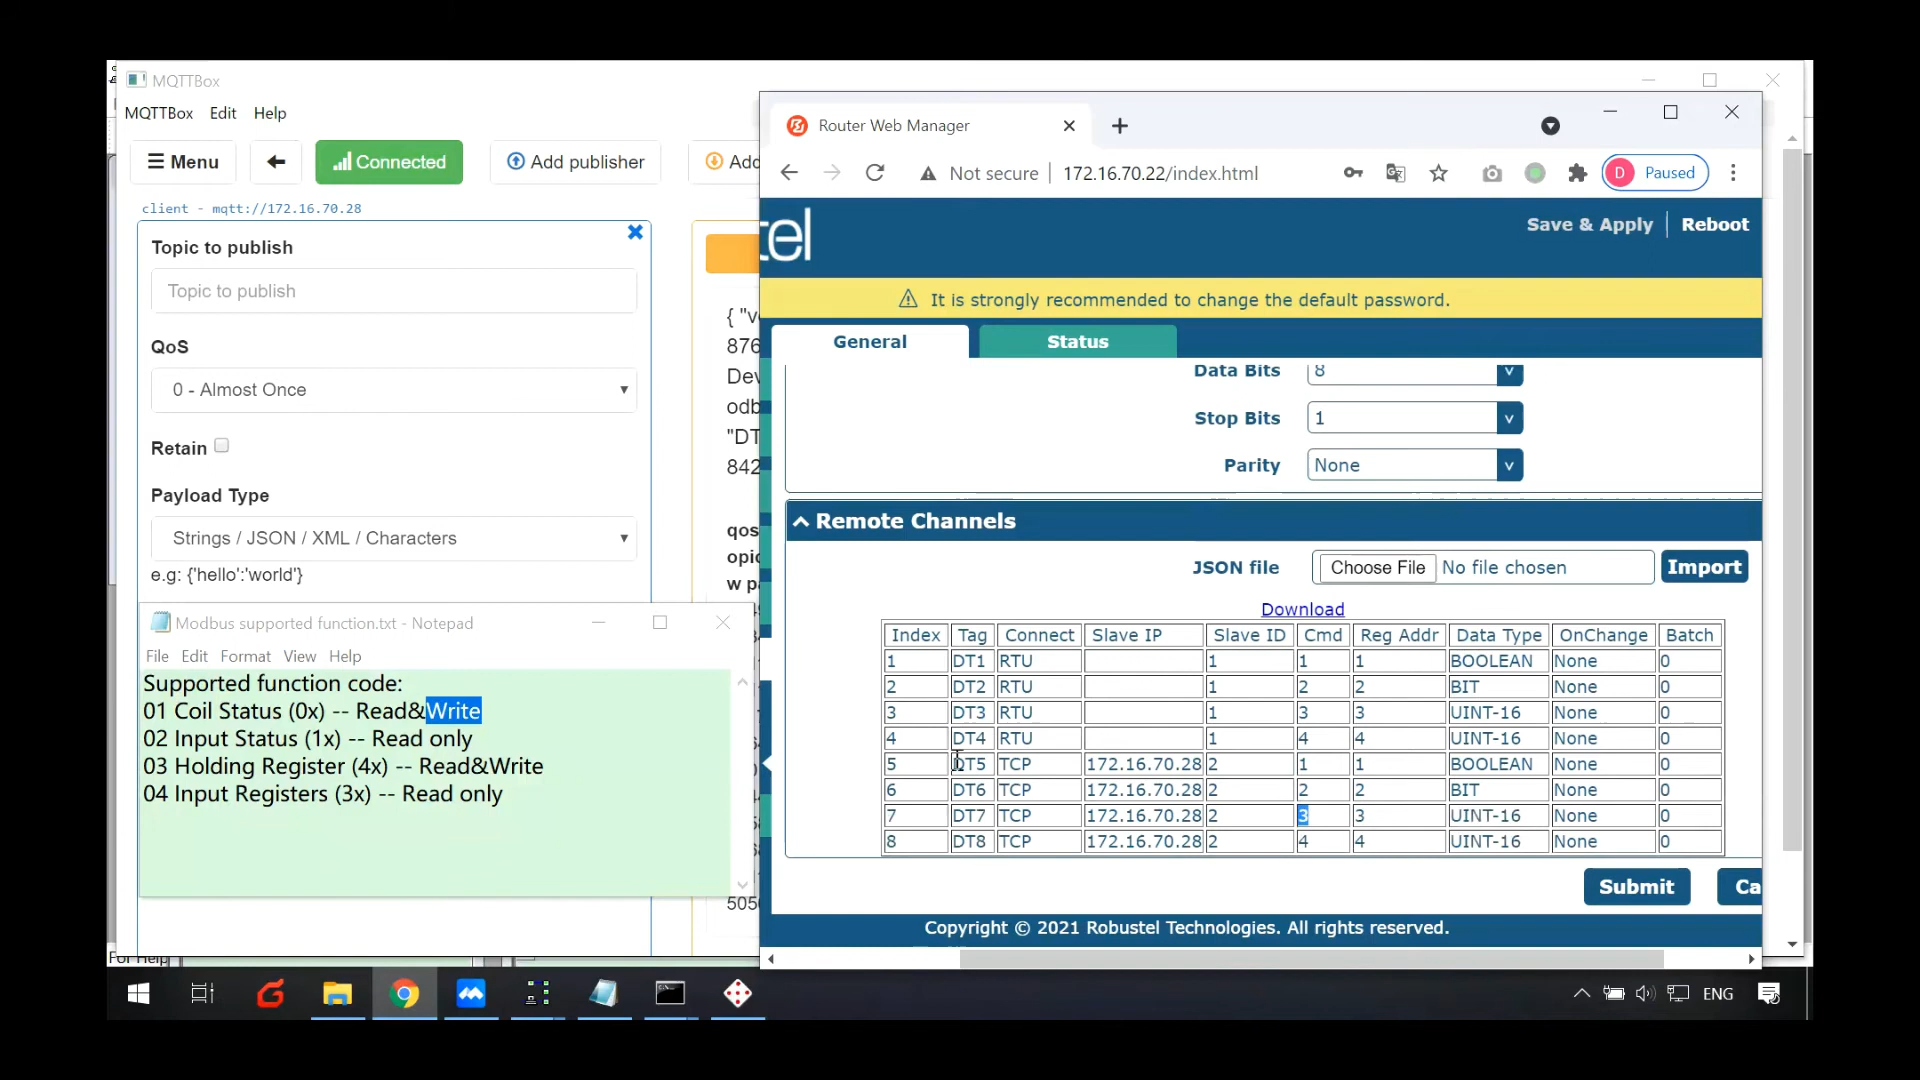 MQTTBox
MQTTBox Edit Help
Menu Connected Add publisher
client - mqtt://172.16.70.28
Topic to publish
Topic to publish
QoS
0 - Almost Once
Retain
Payload Type
Strings / JSON / XML / Characters
e.g: {'hello':'world'}
876
842
qos
505
For Help
Modbus supported function.txt - Notepad
File Edit Format View Help
Supported function code:
01 Coil Status (0x) -- Read&Write
02 Input Status (1x) -- Read only
03 Holding Register (4x) -- Read&Write
04 Input Registers (3x) -- Read only
Router Web Manager
Not secure 172.16.70.22/index.html
D Paused
tel
Save & Apply Reboot
It is strongly recommended to change the default password.
General Status
Data Bits 8
Stop Bits 1
Parity None
Remote Channels
JSON file Choose File No file chosen Import
Download
Index Tag Connect Slave IP Slave ID Cmd Reg Addr Data Type OnChange Batch
1 DT1 RTU 1 1 1 BOOLEAN None 0
2 DT2 RTU 1 2 2 BIT None 0
3 DT3 RTU 1 3 3 UINT-16 None 0
4 DT4 RTU 1 4 4 UINT-16 None 0
5 DT5 TCP 172.16.70.28 2 1 1 BOOLEAN None 0
6 DT6 TCP 172.16.70.28 2 2 2 BIT None 0
7 DT7 TCP 172.16.70.28 2 3 3 UINT-16 None 0
8 DT8 TCP 172.16.70.28 2 4 4 UINT-16 None 0
Submit Ca
Copyright © 2021 Robustel Technologies. All rights reserved.
ENG